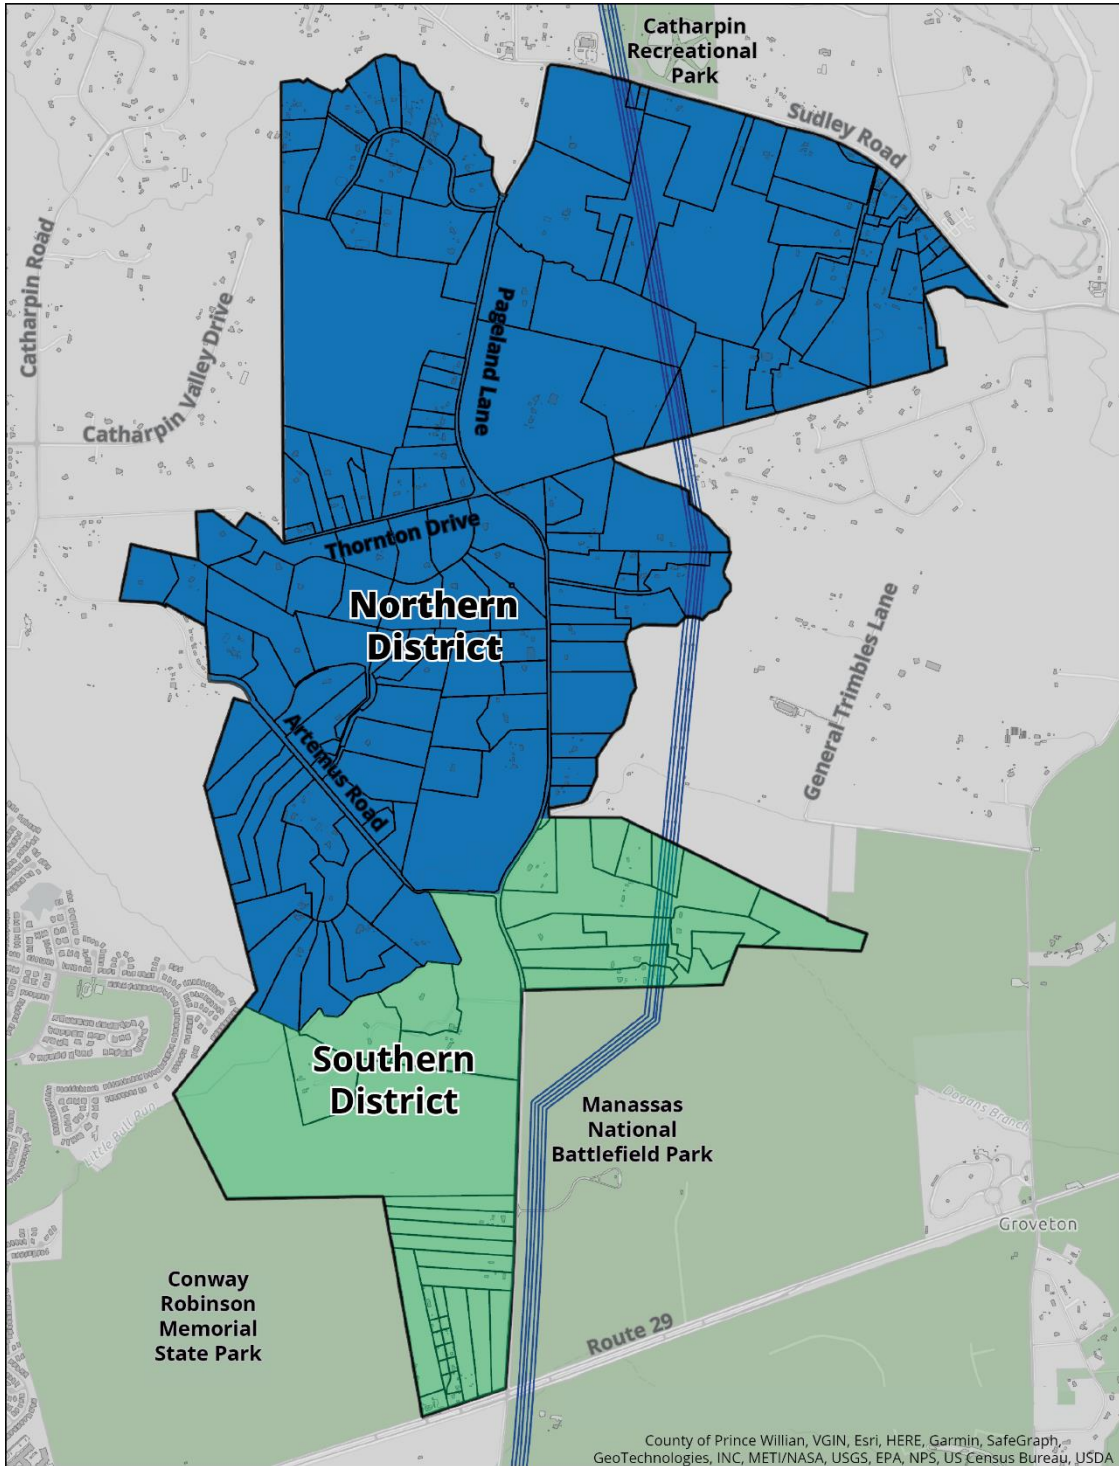 Catharpin
Recreational
Park
Sudley Road
Catharpin Road
Catharpin Valley Drive
Pageland Lane
Thornton Drive
Northern
District
General Trimbles Lane
Artemus Road
Southern
District
Little Bull Run
Manassas
National
Battlefield Park
Dogans Branch
Groveton
Conway
Robinson
Memorial
State Park
Route 29
County of Prince Willian, VGIN, Esri, HERE, Garmin, SafeGraph,
GeoTechnologies, INC, METI/NASA, USGS, EPA, NPS, US Census Bureau, USDA